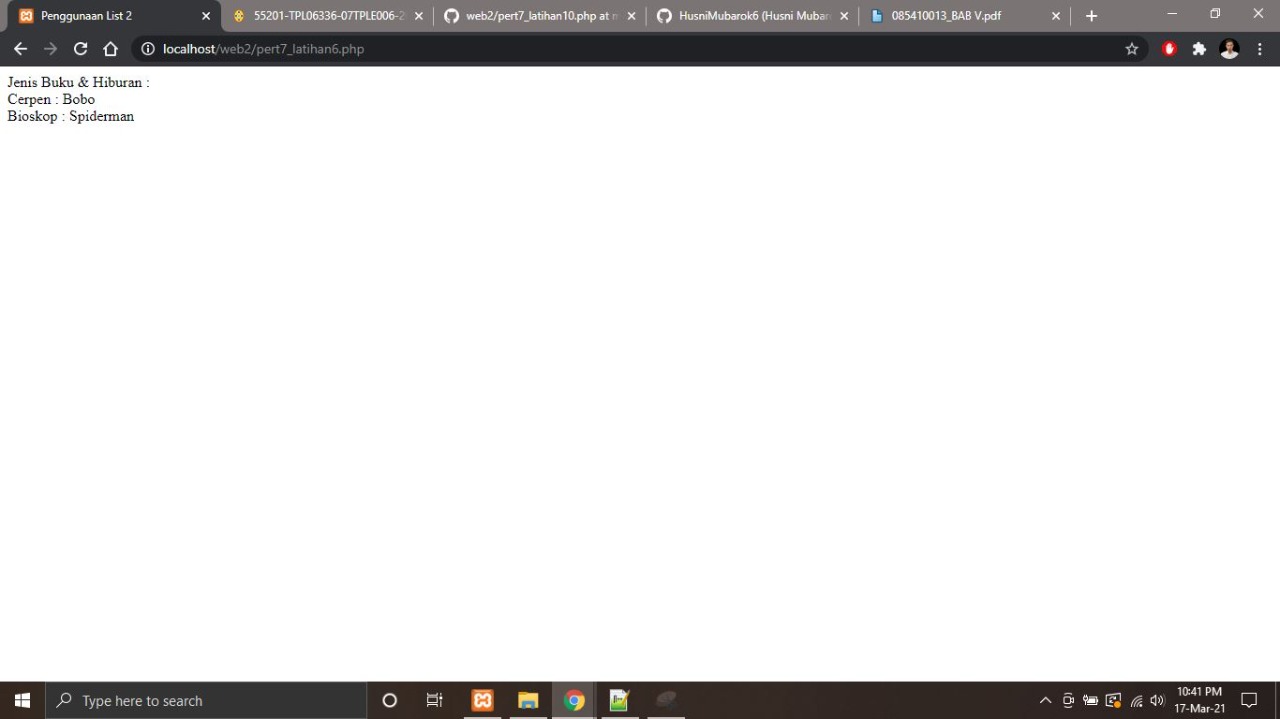 Penggunaan List 2
55201-TPL06336-07TPLE006-2
web2/pert7_latihan10.php at m
HusniMubarok6 (Husni Mubar
085410013_BAB V.pdf
localhost/web2/pert7_latihan6.php
Jenis Buku & Hiburan :
Cerpen : Bobo
Bioskop : Spiderman
Type here to search
10:41 PM
17-Mar-21